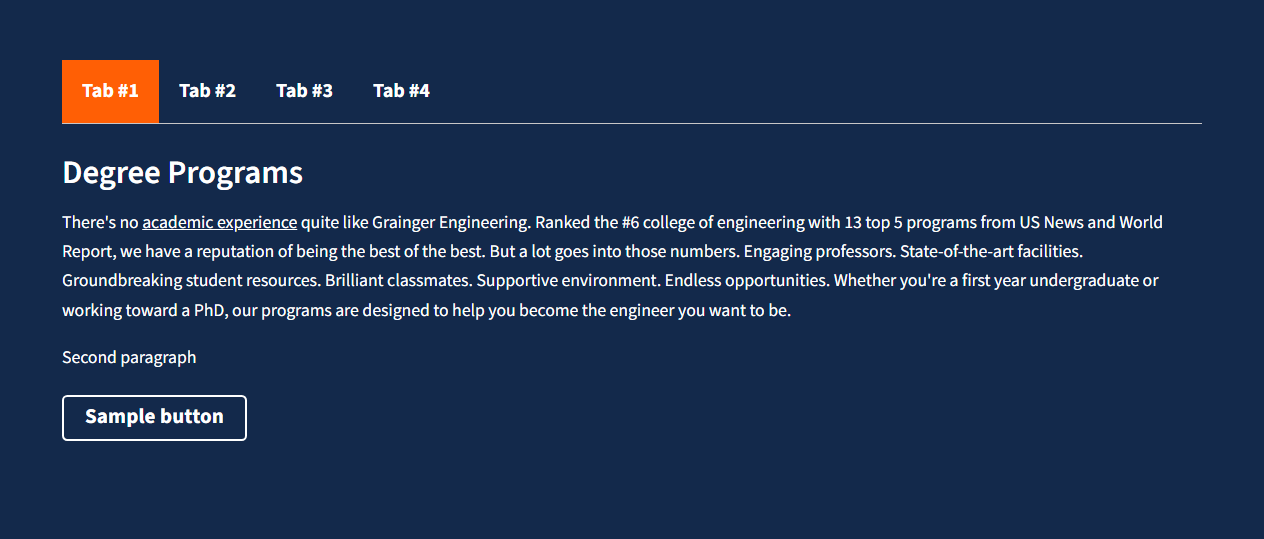 Tab #1 Tab #2 Tab #3 Tab #4
Degree Programs
There's no academic experience quite like Grainger Engineering. Ranked the #6 college of engineering with 13 top 5 programs from US News and World
Report, we have a reputation of being the best of the best. But a lot goes into those numbers. Engaging professors. State-of-the-art facilities.
Groundbreaking student resources. Brilliant classmates. Supportive environment. Endless opportunities. Whether you're a first year undergraduate or
working toward a PhD, our programs are designed to help you become the engineer you want to be.
Second paragraph
Sample button